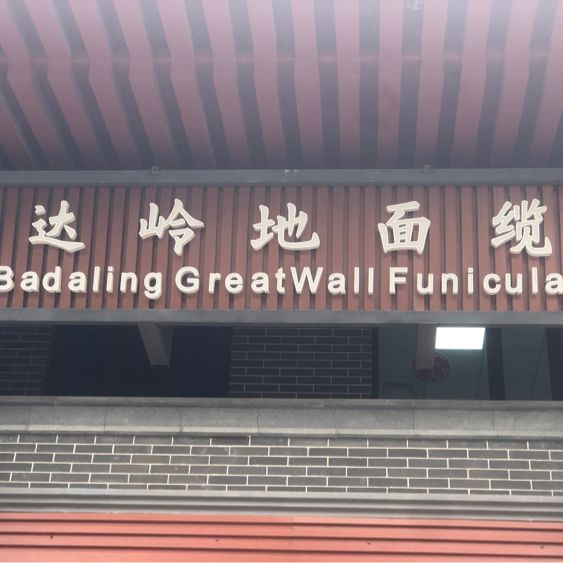 达岭地面缆
Badaling GreatWall Funicula